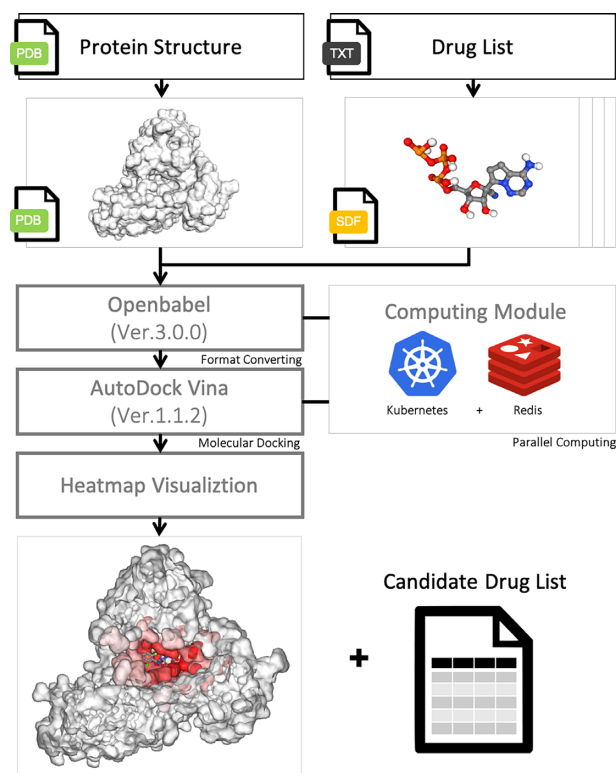 PDB
Protein Structure
TXT
Drug List
PDB
SDF
Openbabel
(Ver.3.0.0)
Format Converting
Computing Module
Kubernetes + Redis
Parallel Computing
AutoDock Vina
(Ver.1.1.2)
Molecular Docking
Heatmap Visualiztion
Candidate Drug List
+